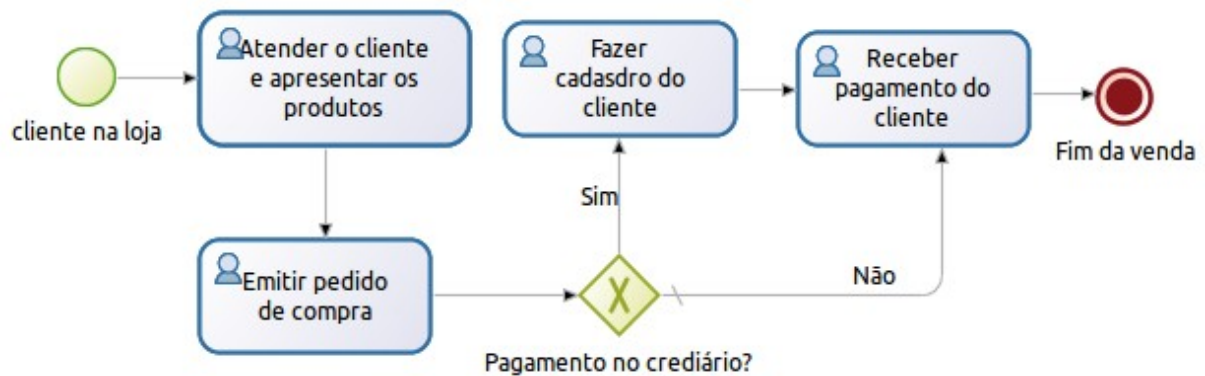 cliente na loja
Atender o cliente
e apresentar os
produtos
Emitir pedido
de compra
Pagamento no crediário?
Sim
Fazer
cadasdro do
cliente
Não
Receber
pagamento do
cliente
Fim da venda